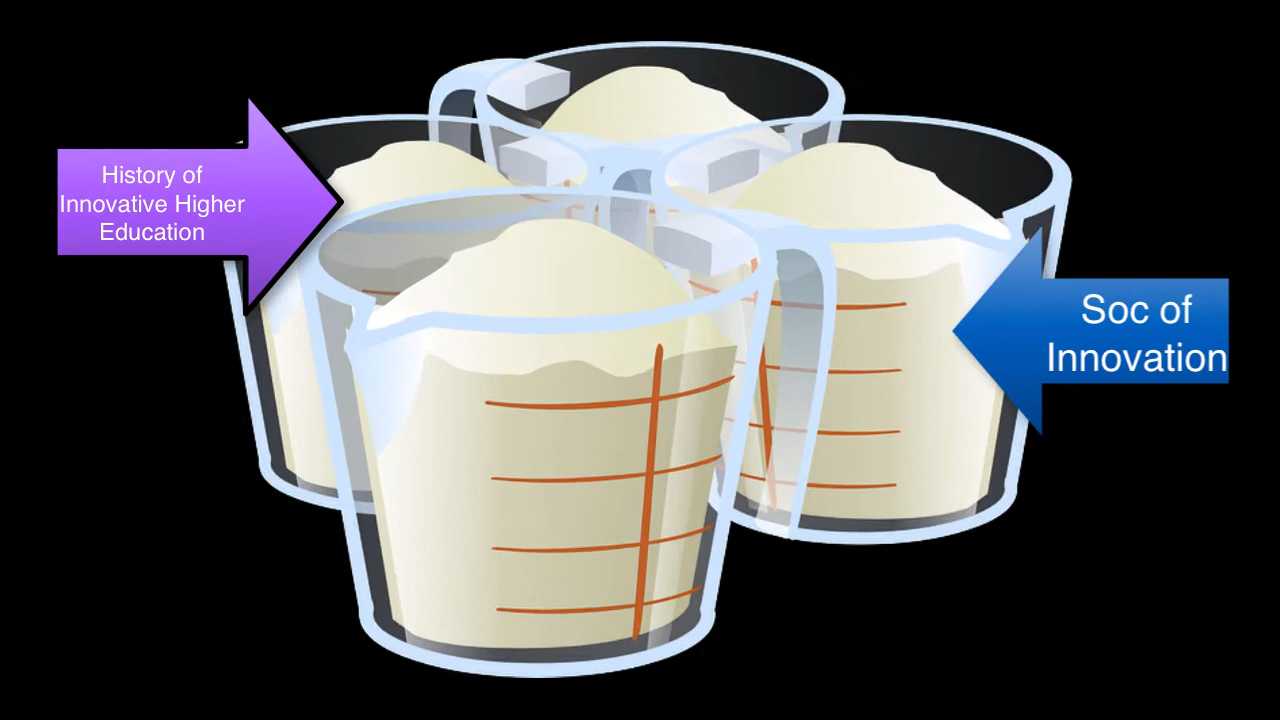 History of
Innovative Higher
Education
Soc of
Innovation